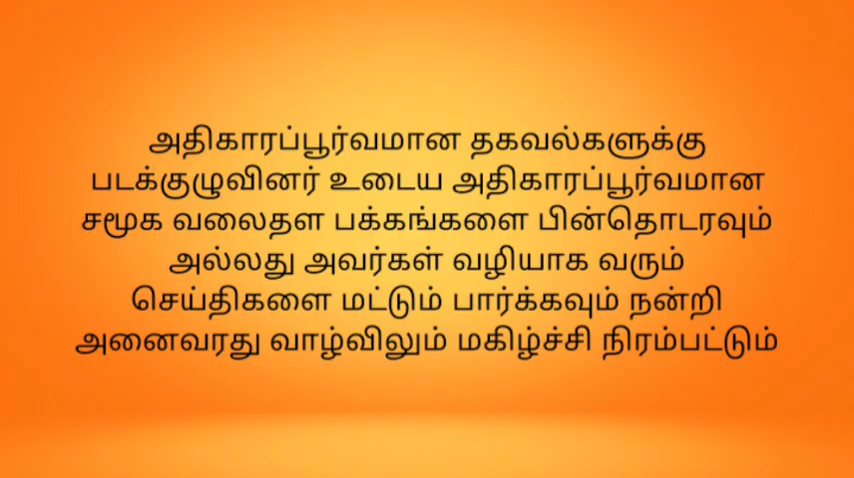 அதிகாரப்பூர்வமான தகவல்களுக்கு
படக்குழுவினர் உடைய அதிகாரப்பூர்வமான
சமூக வலைதள பக்கங்களை பின்தொடரவும்
அல்லது அவர்கள் வழியாக வரும்
செய்திகளை மட்டும் பார்க்கவும் நன்றி
அனைவரது வாழ்விலும் மகிழ்ச்சி நிரம்பட்டும்